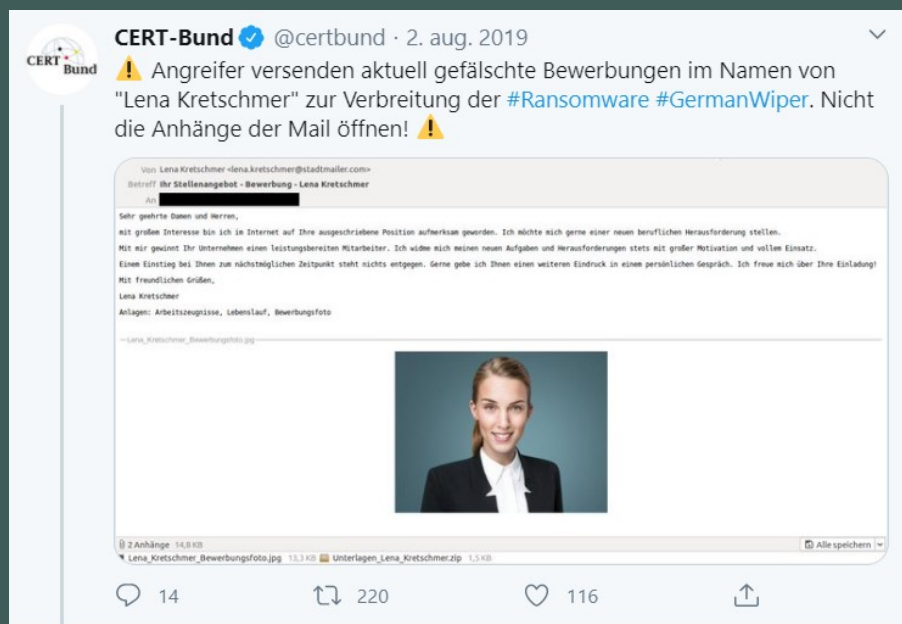 CERT-Bund @certbund · 2. aug. 2019
CERT Bund
⚠ Angreifer versenden aktuell gefälschte Bewerbungen im Namen von
"Lena Kretschmer" zur Verbreitung der #Ransomware #GermanWiper. Nicht
die Anhänge der Mail öffnen! ⚠
Von Lena Kretschmer <lena.kretschmer@stadtmailer.com>
Betreff Ihr Stellenangebot - Bewerbung - Lena Kretschmer
An
Sehr geehrte Damen und Herren,
mit großem Interesse bin ich im Internet auf Ihre ausgeschriebene Position aufmerksam geworden. Ich möchte mich gerne einer neuen beruflichen Herausforderung stellen.
Mit mir gewinnt Ihr Unternehmen einen leistungsbereiten Mitarbeiter. Ich widme mich meinen neuen Aufgaben und Herausforderungen stets mit großer Motivation und vollem Einsatz.
Einem Einstieg bei Ihnen zum nächstmöglichen Zeitpunkt steht nichts entgegen. Gerne gebe ich Ihnen einen weiteren Eindruck in einem persönlichen Gespräch. Ich freue mich über Ihre Einladung!
Mit freundlichen Grüßen,
Lena Kretschmer
Anlagen: Arbeitszeugnisse, Lebenslauf, Bewerbungsfoto
Lena_Kretschmer_Bewerbungsfoto.jpg
2 Anhänge 14,8 KB
Alle speichern
Lena_Kretschmer_Bewerbungsfoto.jpg 13,3 KB Unterlagen_Lena_Kretschmer.zip 1,5 KB
14 220 116